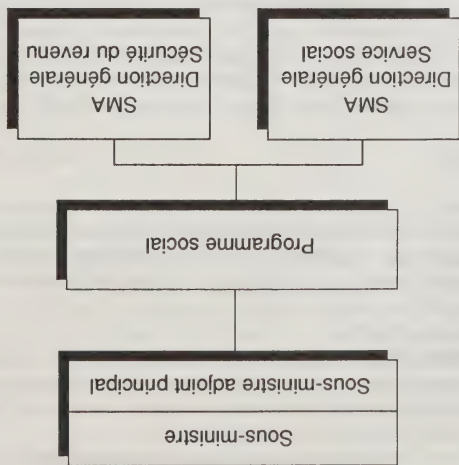 Sous-ministre
Sous-ministre adjoint principal
Programme social
SMA
Direction générale
Service social
SMA
Direction générale
Sécurité du revenu